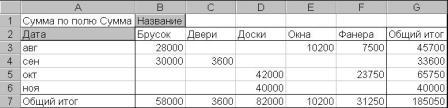 A B C D E F G
1 Сумма по полю Сумма Название
2 Дата Брусок Двери Доски Окна Фанера Общий итог
3 авг 28000 10200 7500 45700
4 сен 30000 3600 33600
5 окт 42000 23750 65750
6 ноя 40000 40000
7 Общий итог 58000 3600 82000 10200 31250 185050